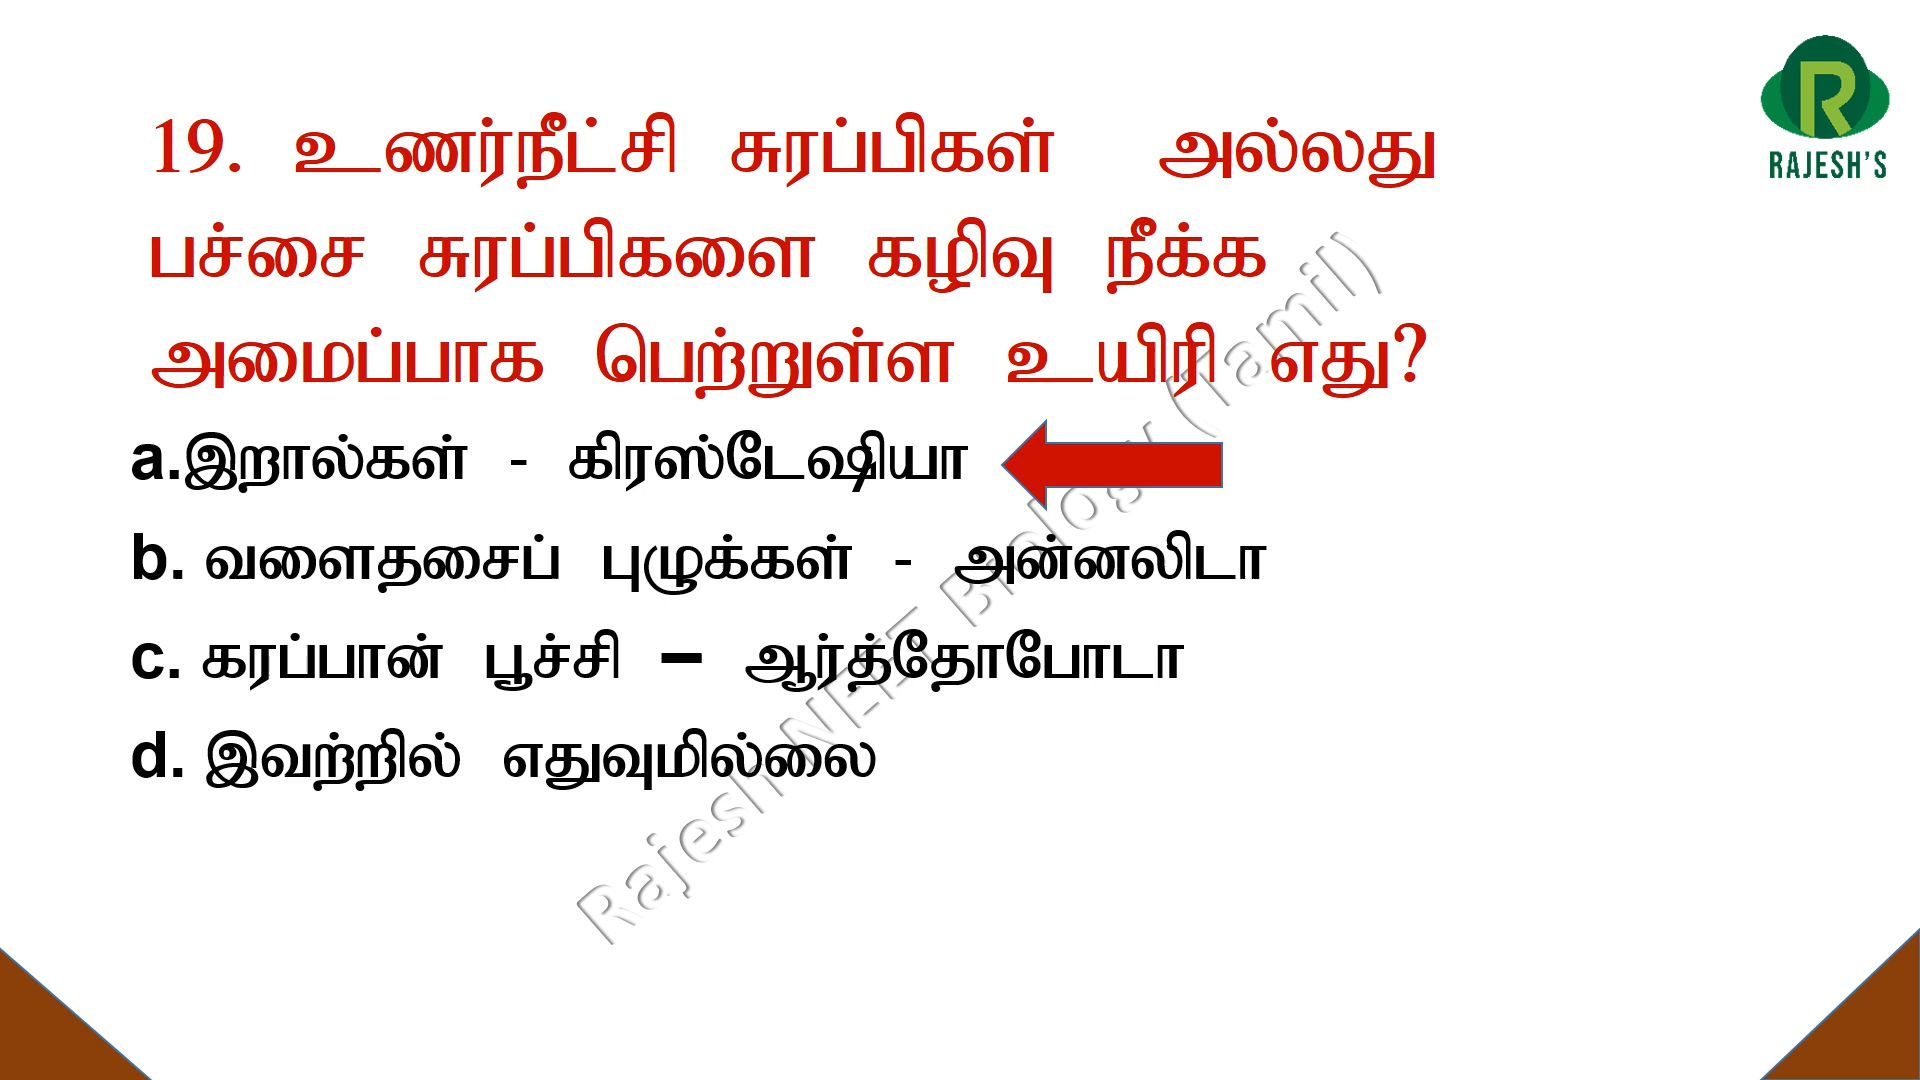 RAJESH'S
19. உணர்நீட்சி சுரப்பிகள் அல்லது
பச்சை சுரப்பிகளை கழிவு நீக்க
அமைப்பாக பெற்றுள்ள உயிரி எது?
a.இறால்கள் - கிரஸ்டேஷியா
b. வளைதசைப் புழுக்கள் - அன்னலிடா
c. கரப்பான் பூச்சி – ஆர்த்தோபோடா
d. இவற்றில் எதுவுமில்லை
Rajesh NEET Biology (Tamil)